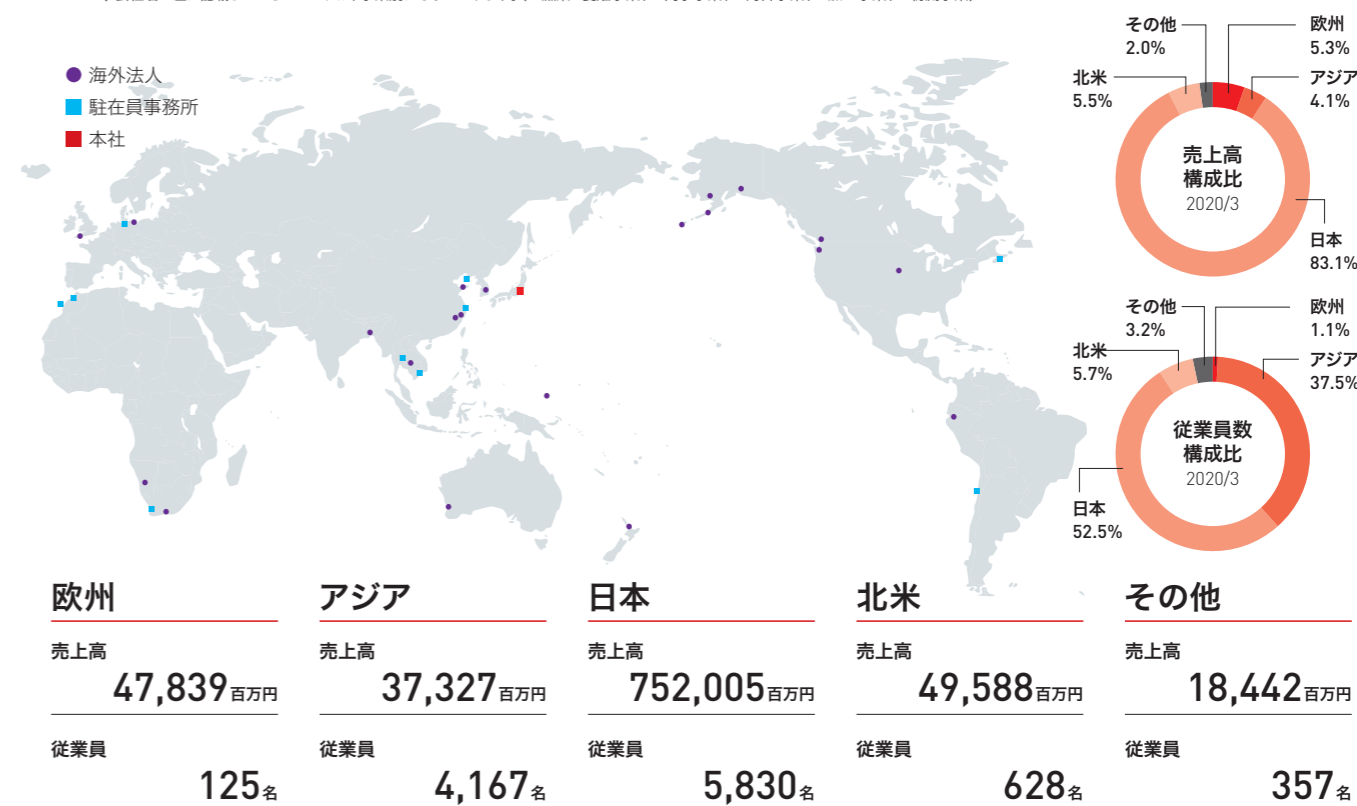 海外法人
駐在員事務所
本社
その他
2.0%
欧州
5.3%
北米
5.5%
アジア
4.1%
売上高
構成比
2020/3
日本
83.1%
その他
3.2%
欧州
1.1%
北米
5.7%
アジア
37.5%
従業員数
構成比
2020/3
日本
52.5%
欧州
売上高
47,839百万円
従業員
125名
アジア
売上高
37,327百万円
従業員
4,167名
日本
売上高
752,005百万円
従業員
5,830名
北米
売上高
49,588百万円
従業員
628名
その他
売上高
18,442百万円
従業員
357名